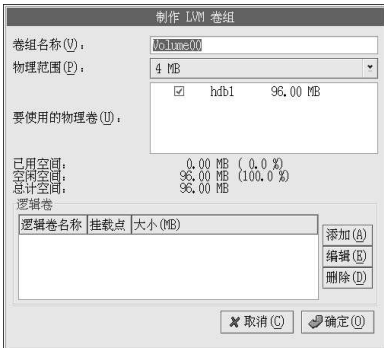 制作 LVM 卷组
卷组名称(V)：
Volume00
物理范围(P)：
4 MB
要使用的物理卷(U)：
hdb1 96.00 MB
已用空间： 0.00 MB ( 0.0 %)
空闲空间： 96.00 MB (100.0 %)
总计空间： 96.00 MB
逻辑卷
逻辑卷名称 挂载点 大小(MB)
添加(A)
编辑(E)
删除(D)
取消(C) 确定(O)